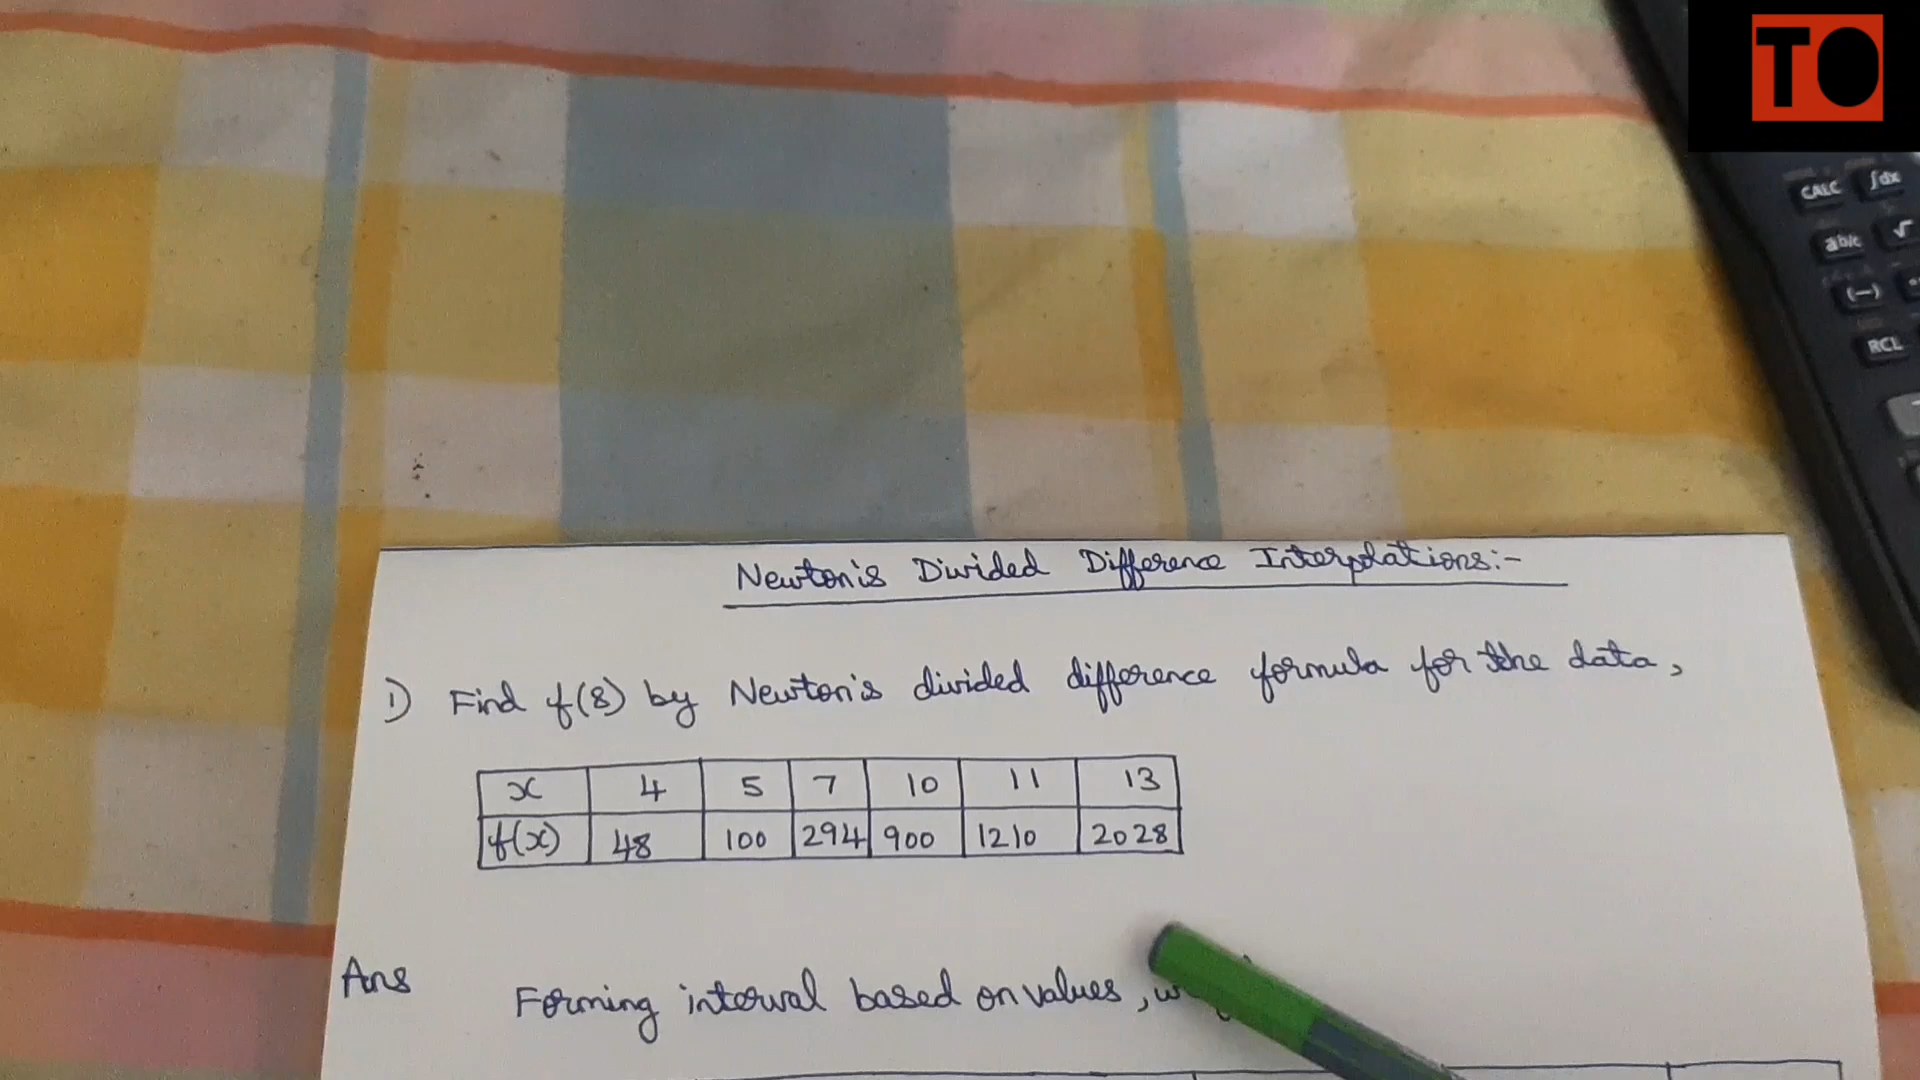 TO
CALC ∫dx
ab/c √
(−)
RCL
Newton's Divided Difference Interpolations:-
1) Find f(8) by Newton's divided difference formula for the data,
x 4 5 7 10 11 13
f(x) 48 100 294 900 1210 2028
Ans
Forming interval based on values,